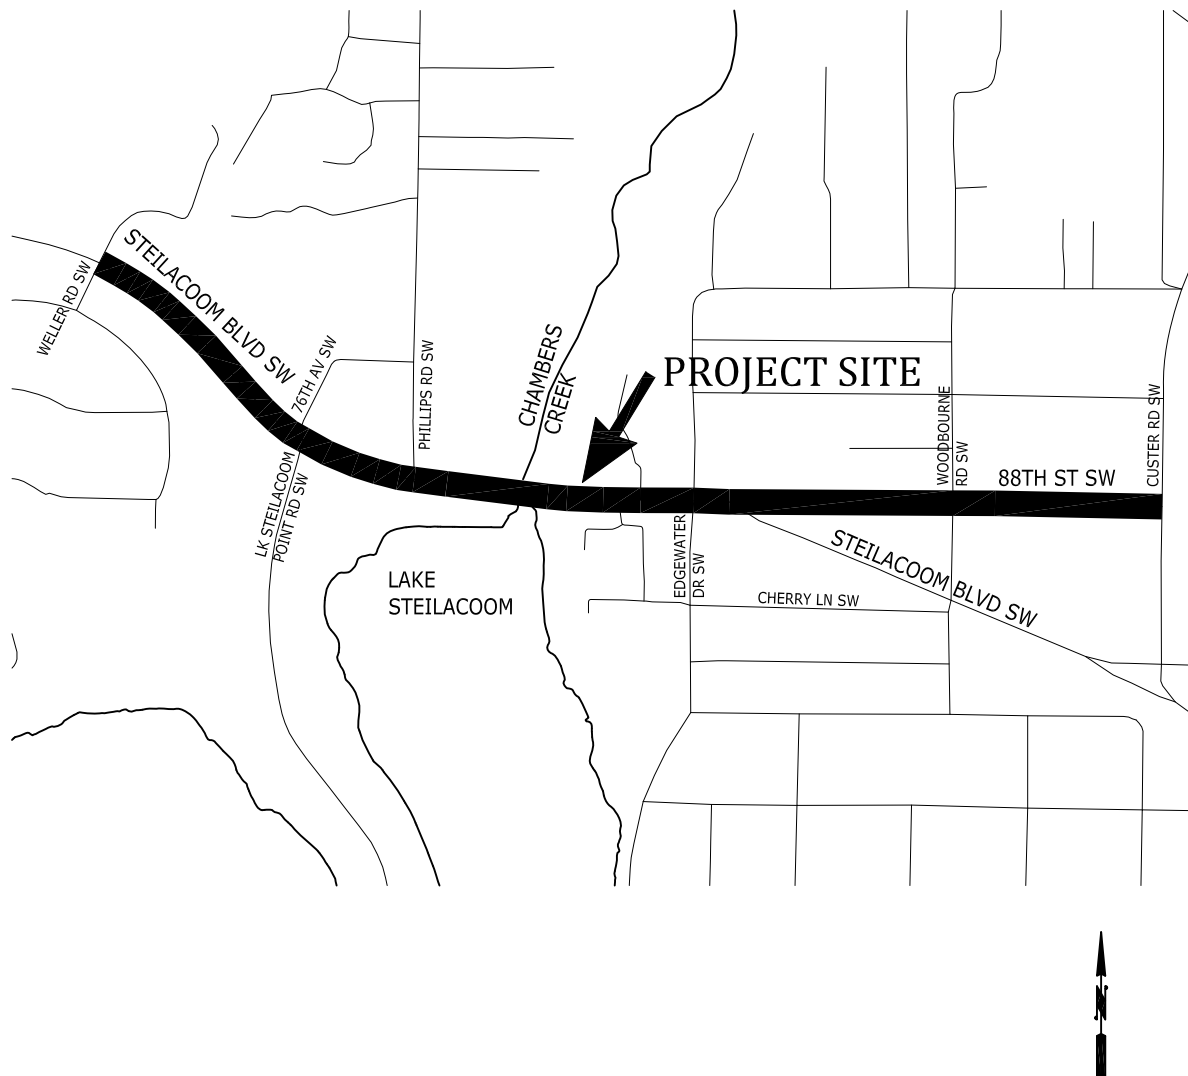 STEILACOOM BLVD SW
WELLER RD SW
76TH AV SW
PHILLIPS RD SW
CHAMBERS
CREEK
PROJECT SITE
WOODBOURNE
RD SW
CUSTER RD SW
88TH ST SW
LK STEILACOOM
POINT RD SW
LAKE
STEILACOOM
EDGEWATER
DR SW
CHERRY LN SW
STEILACOOM BLVD SW
N